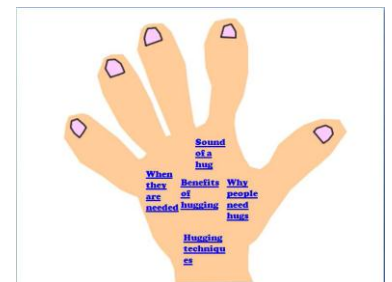 Sound
of a
hug
When
they
are
needed
Benefits
of
hugging
Why
people
need
hugs
Hugging
techniqu
es